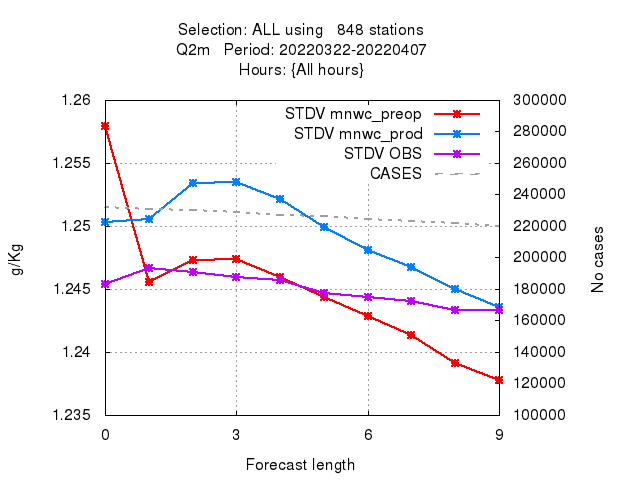 Selection: ALL using   848 stations
Q2m   Period: 20220322-20220407
Hours: {All hours}
1.26
1.255
1.25
1.245
1.24
1.235
g/Kg
STDV mnwc_preop
STDV mnwc_prod
STDV OBS
CASES
300000
280000
260000
240000
220000
200000
180000
160000
140000
120000
100000
No cases
0 3 6 9
Forecast length